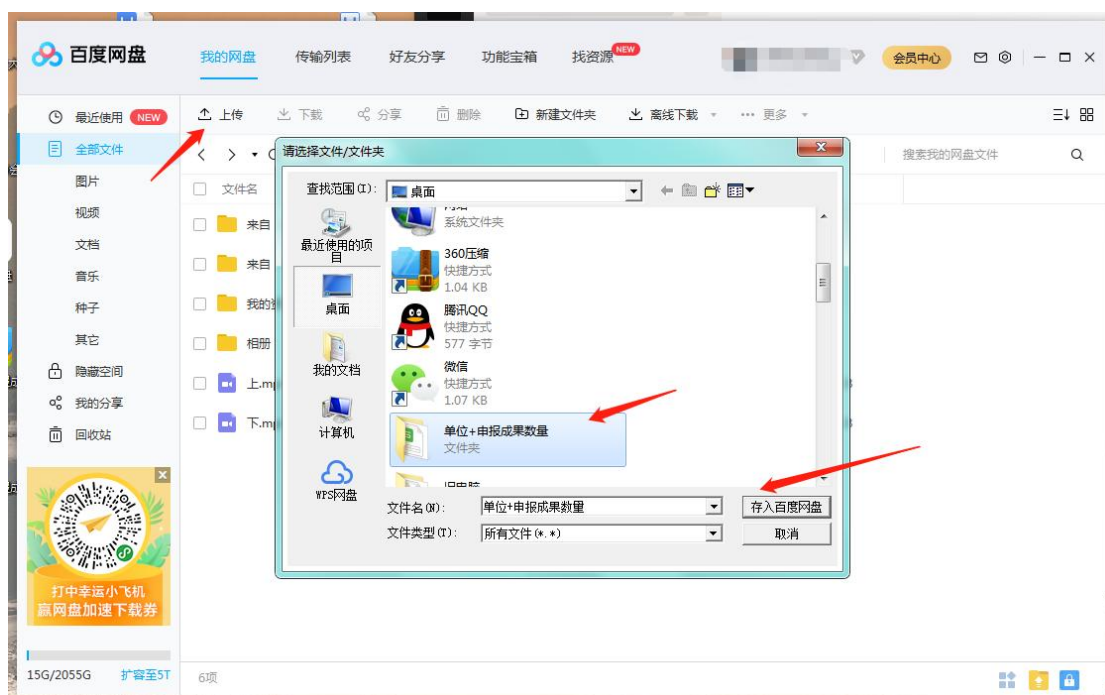 百度网盘
我的网盘 传输列表 好友分享 功能宝箱 找资源 NEW
会员中心
最近使用 NEW
上传 下载 分享 删除 新建文件夹 离线下载 更多
全部文件
图片
视频
文档
音乐
种子
其它
隐藏空间
我的分享
回收站
搜索我的网盘文件
文件名
来自
来自
我的
相册
上.mp
下.mp
请选择文件/文件夹
查找范围(I): 桌面
最近使用的项目
桌面
我的文档
计算机
WPS网盘
系统文件夹
360压缩
快捷方式
1.04 KB
腾讯QQ
快捷方式
577 字节
微信
快捷方式
1.07 KB
单位+申报成果数量
文件夹
文件名(N): 单位+申报成果数量 存入百度网盘
文件类型(T): 所有文件(*.*) 取消
打中幸运小飞机
赢网盘加速下载券
15G/2055G 扩容至5T
6项